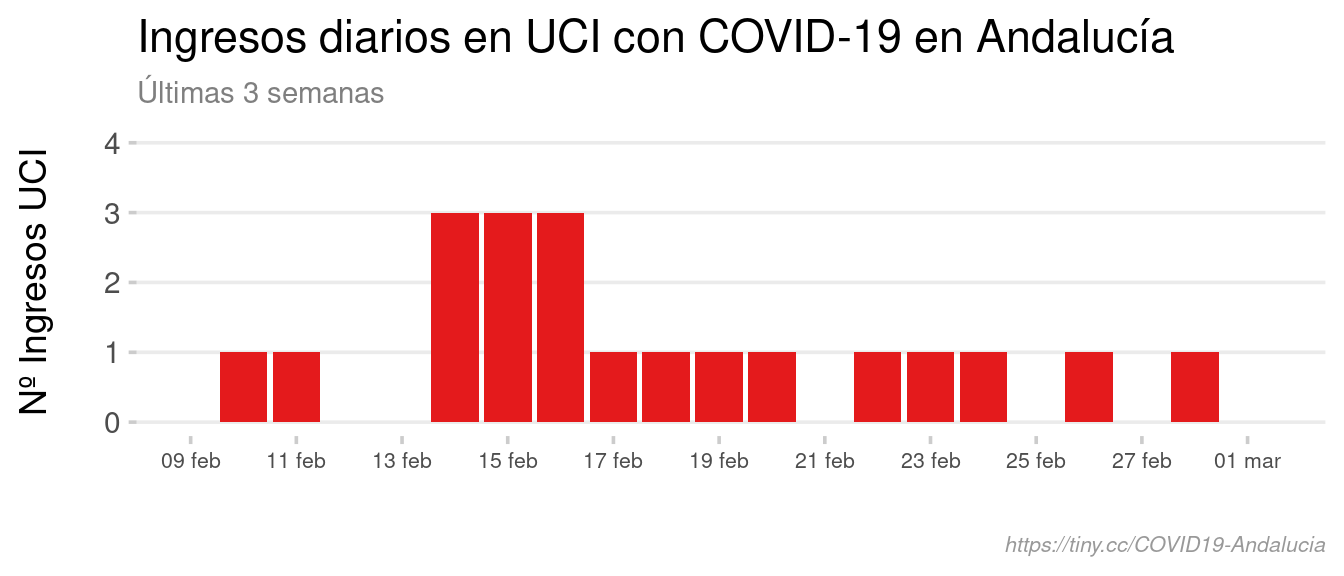 Ingresos diarios en UCI con COVID-19 en Andalucía
Últimas 3 semanas
Nº Ingresos UCI
4
3
2
1
0
09 feb 11 feb 13 feb 15 feb 17 feb 19 feb 21 feb 23 feb 25 feb 27 feb 01 mar
https://tiny.cc/COVID19-Andalucia